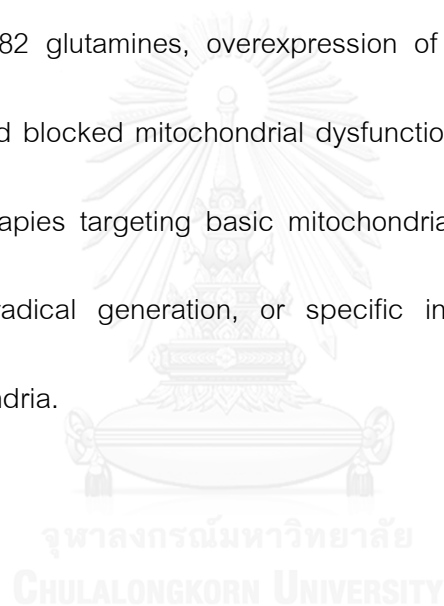 82 glutamines, overexpression of
d blocked mitochondrial dysfunctio
apies targeting basic mitochondria
adical generation, or specific in
ndria.
จุฬาลงกรณ์มหาวิทยาลัย
CHULALONGKORN UNIVERSITY